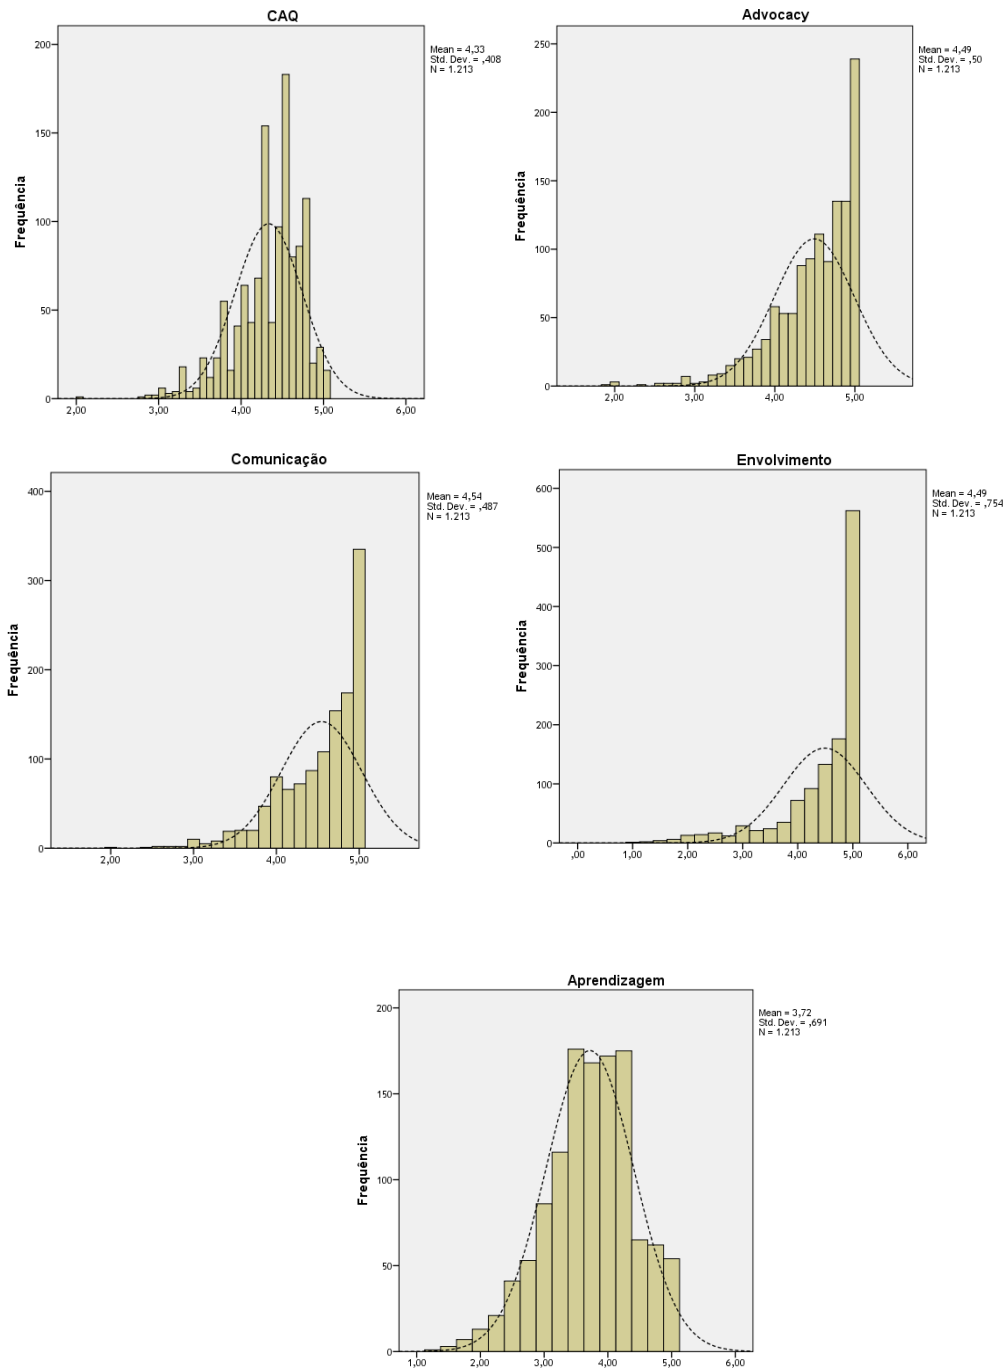 CAQ
Mean = 4,33
Std. Dev. = ,408
N = 1.213
Frequência
200
150
100
50
0
2,00 3,00 4,00 5,00 6,00
Advocacy
Mean = 4,49
Std. Dev. = ,50
N = 1.213
Frequência
250
200
150
100
50
0
2,00 3,00 4,00 5,00
Comunicação
Mean = 4,54
Std. Dev. = ,487
N = 1.213
Frequência
400
300
200
100
0
2,00 3,00 4,00 5,00
Envolvimento
Mean = 4,49
Std. Dev. = ,754
N = 1.213
Frequência
600
500
400
300
200
100
0
,00 1,00 2,00 3,00 4,00 5,00 6,00
Aprendizagem
Mean = 3,72
Std. Dev. = ,691
N = 1.213
Frequência
200
150
100
50
0
1,00 2,00 3,00 4,00 5,00 6,00